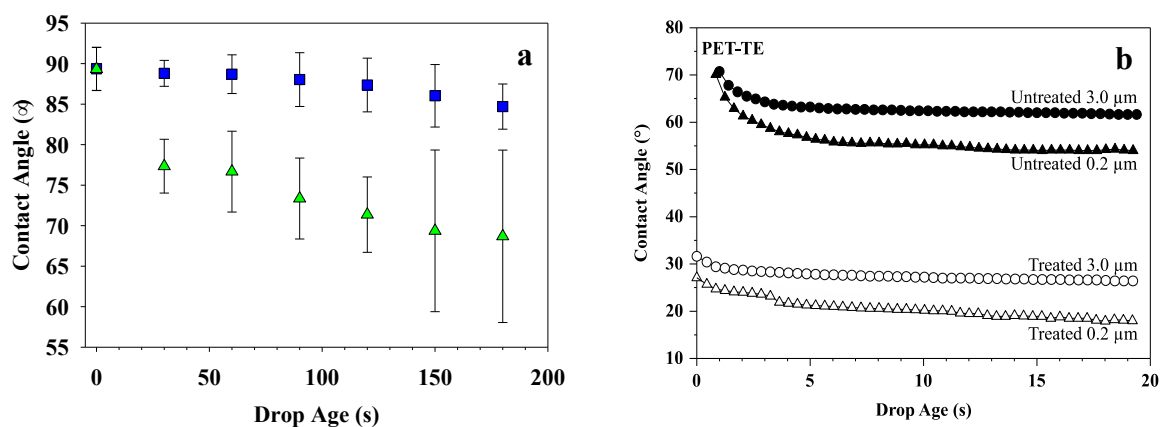 a
95
90
85
80
75
70
65
60
55
Contact Angle (∝)
0
50
100
150
200
Drop Age (s)
b
PET-TE
80
70
60
50
40
30
20
10
Contact Angle (°)
Untreated 3.0 µm
Untreated 0.2 µm
Treated 3.0 µm
Treated 0.2 µm
0
5
10
15
20
Drop Age (s)